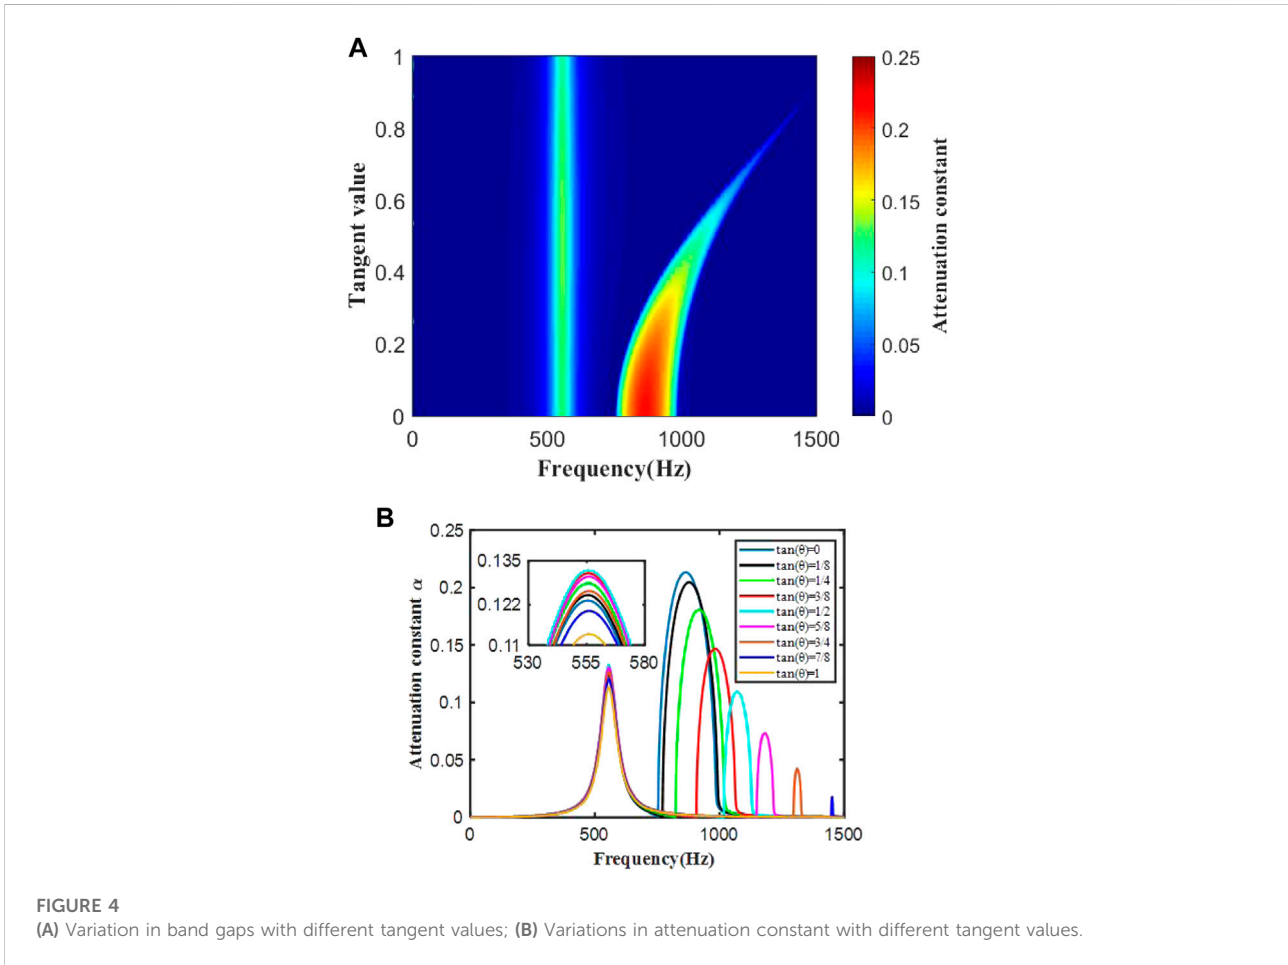 A
1
0.8
0.6
0.4
0.2
0
Tangent value
0 500 1000 1500
Frequency(Hz)
0.25
0.2
0.15
0.1
0.05
0
Attenuation constant
B
0.25
0.2
0.15
0.1
0.05
0
Attenuation constant α
0.135
0.122
0.11
530 555 580
tan(θ)=0
tan(θ)=1/8
tan(θ)=1/4
tan(θ)=3/8
tan(θ)=1/2
tan(θ)=5/8
tan(θ)=3/4
tan(θ)=7/8
tan(θ)=1
0 500 1000 1500
Frequency(Hz)
FIGURE 4
(A) Variation in band gaps with different tangent values; (B) Variations in attenuation constant with different tangent values.